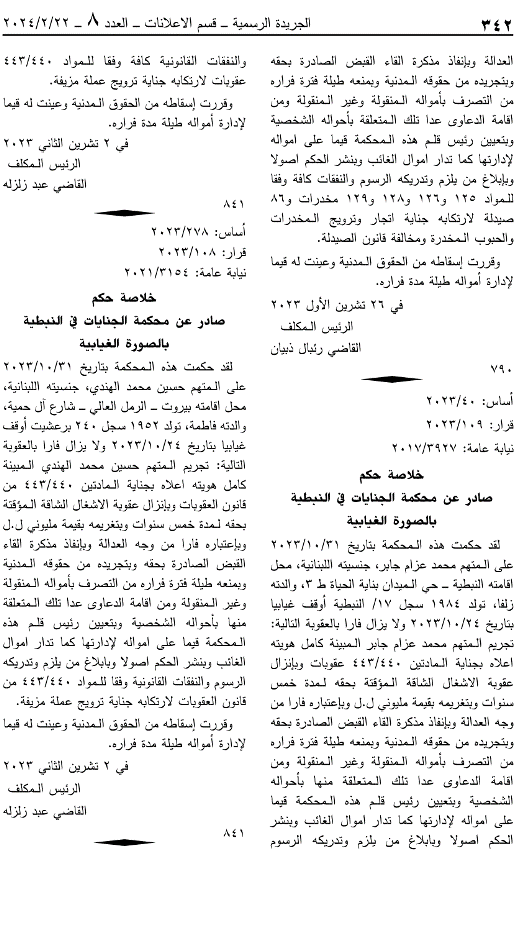 ٣٤٢
الجريدة الرسمية ــ قسم الاعلانات ــ العدد ٨ ــ ٢٠٢٤/٢/٢٢
العدالة وبإنفاذ مذكرة القاء القبض الصادرة بحقه
وبتجريده من حقوقه المدنية وبمنعه طيلة فترة فراره
من التصرف بأمواله المنقولة وغير المنقولة ومن
اقامة الدعاوى عدا تلك المتعلقة بأحواله الشخصية
وبتعيين رئيس قلم هذه المحكمة قيما على امواله
لإدارتها كما تدار اموال الغائب وبنشر الحكم اصولا
وبإبلاغ من يلزم وتدريكه الرسوم والنفقات كافة وفقا
للمواد ١٢٥ و١٢٦ و١٢٨ و١٢٩ مخدرات و٨٦
صيدلة لارتكابه جناية اتجار وترويج المخدرات
والحبوب المخدرة ومخالفة قانون الصيدلة.
وقررت إسقاطه من الحقوق المدنية وعينت له قيما
لإدارة أمواله طيلة مدة فراره.
في ٢٦ تشرين الأول ٢٠٢٣
الرئيس المكلف
القاضي رئبال ذبيان
٧٩٠
أساس: ٢٠٢٣/٤٠
قرار: ٢٠٢٣/١٠٩
نيابة عامة: ٢٠١٧/٣٩٢٧
خلاصة حكم
صادر عن محكمة الجنايات في النبطية
بالصورة الغيابية
لقد حكمت هذه المحكمة بتاريخ ٢٠٢٣/١٠/٣١
على المتهم محمد عزام جابر، جنسيته اللبنانية، محل
اقامته النبطية ــ حي الميدان بناية الحياة ط ٣، والدته
زلفا، تولد ١٩٨٤ سجل ١٧/ النبطية أوقف غيابيا
بتاريخ ٢٠٢٣/١٠/٢٤ ولا يزال فارا بالعقوبة التالية:
تجريم المتهم محمد عزام جابر المبينة كامل هويته
اعلاه بجناية المادتين ٤٤٣/٤٤٠ عقوبات وبإنزال
عقوبة الاشغال الشاقة المؤقتة بحقه لمدة خمس
سنوات وبتغريمه بقيمة مليوني ل.ل وبإعتباره فارا من
وجه العدالة وبإنفاذ مذكرة القاء القبض الصادرة بحقه
وبتجريده من حقوقه المدنية وبمنعه طيلة فترة فراره
من التصرف بأمواله المنقولة وغير المنقولة ومن
اقامة الدعاوى عدا تلك المتعلقة منها بأحواله
الشخصية وبتعيين رئيس قلم هذه المحكمة قيما
على امواله لإدارتها كما تدار اموال الغائب وبنشر
الحكم اصولا وبابلاغ من يلزم وتدريكه الرسوم
والنفقات القانونية كافة وفقا للمواد ٤٤٣/٤٤٠
عقوبات لارتكابه جناية ترويج عملة مزيفة.
وقررت إسقاطه من الحقوق المدنية وعينت له قيما
لإدارة أمواله طيلة مدة فراره.
في ٢ تشرين الثاني ٢٠٢٣
الرئيس المكلف
القاضي عبد زلزله
٨٤١
أساس: ٢٠٢٣/٢٧٨
قرار: ٢٠٢٣/١٠٨
نيابة عامة: ٢٠٢١/٣١٥٤
خلاصة حكم
صادر عن محكمة الجنايات في النبطية
بالصورة الغيابية
لقد حكمت هذه المحكمة بتاريخ ٢٠٢٣/١٠/٣١
على المتهم حسين محمد الهندي، جنسيته اللبنانية،
محل اقامته بيروت ــ الرمل العالي ــ شارع آل حمية،
والدته فاطمة، تولد ١٩٥٢ سجل ٢٤٠ برعشيت أوقف
غيابيا بتاريخ ٢٠٢٣/١٠/٢٤ ولا يزال فارا بالعقوبة
التالية: تجريم المتهم حسين محمد الهندي المبينة
كامل هويته اعلاه بجناية المادتين ٤٤٣/٤٤٠ من
قانون العقوبات وبإنزال عقوبة الاشغال الشاقة المؤقتة
بحقه لمدة خمس سنوات وبتغريمه بقيمة مليوني ل.ل
وبإعتباره فارا من وجه العدالة وبإنفاذ مذكرة القاء
القبض الصادرة بحقه وبتجريده من حقوقه المدنية
وبمنعه طيلة فترة فراره من التصرف بأمواله المنقولة
وغير المنقولة ومن اقامة الدعاوى عدا تلك المتعلقة
منها بأحواله الشخصية وبتعيين رئيس قلم هذه
المحكمة قيما على امواله لإدارتها كما تدار اموال
الغائب وبنشر الحكم اصولا وبابلاغ من يلزم وتدريكه
الرسوم والنفقات القانونية وفقا للمواد ٤٤٣/٤٤٠ من
قانون العقوبات لارتكابه جناية ترويج عملة مزيفة.
وقررت إسقاطه من الحقوق المدنية وعينت له قيما
لإدارة أمواله طيلة مدة فراره.
في ٢ تشرين الثاني ٢٠٢٣
الرئيس المكلف
القاضي عبد زلزله
٨٤١